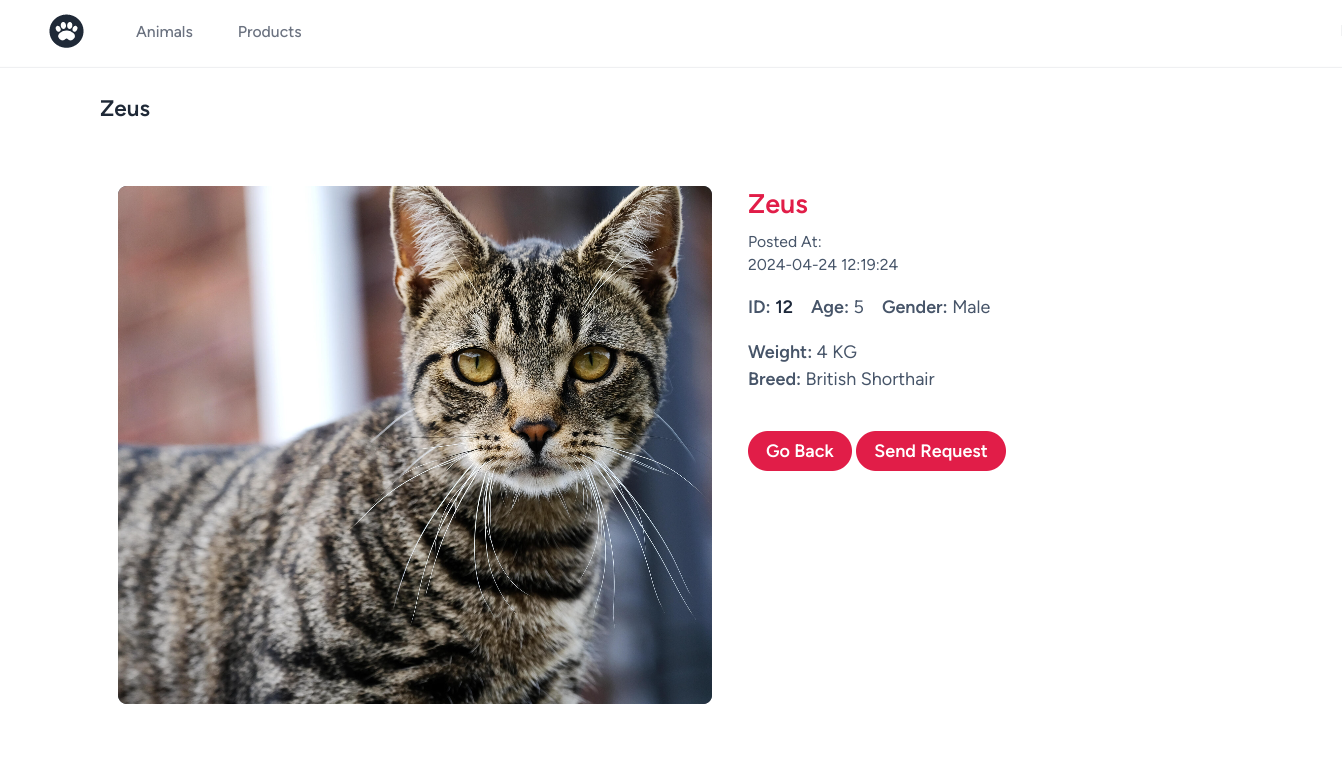 Animals Products
Zeus
Zeus
Posted At:
2024-04-24 12:19:24
ID: 12 Age: 5 Gender: Male
Weight: 4 KG
Breed: British Shorthair
Go Back Send Request